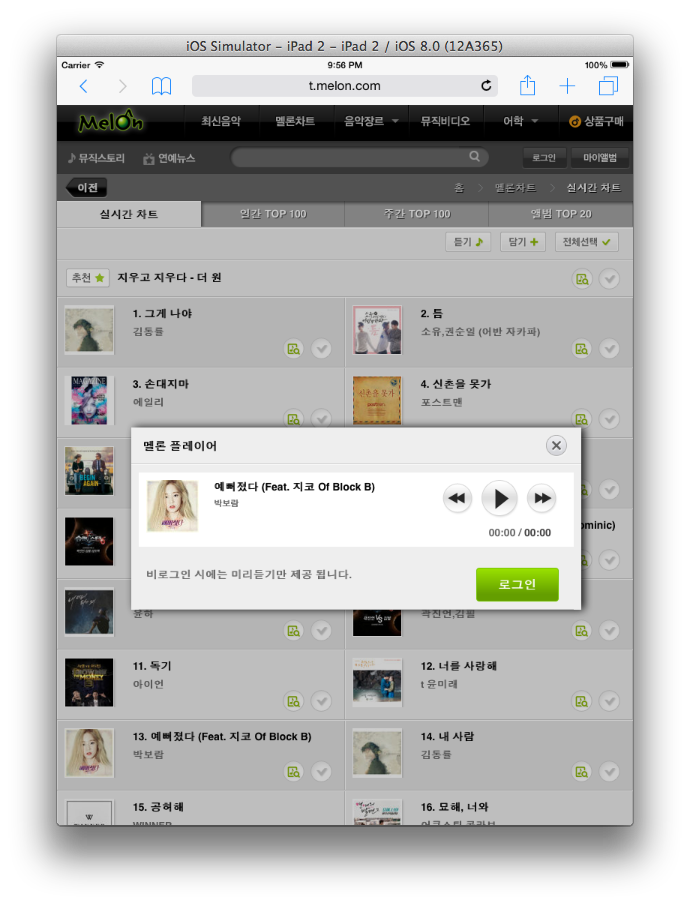 iOS Simulator – iPad 2 – iPad 2 / iOS 8.0 (12A365)
Carrier 9:56 PM 100%
t.melon.com
Melon 최신음악 멜론차트 음악장르 뮤직비디오 어학 상품구매
뮤직스토리 연예뉴스 로그인 마이앨범
이전 홈 > 멜론차트 > 실시간 차트
실시간 차트 일간 TOP 100 주간 TOP 100 앨범 TOP 20
듣기 담기 전체선택
추천 지우고 지우다 - 더 원
1. 그게 나야 2. 틈
김동률 소유,권순일 (어반 자카파)
3. 손대지마 4. 신촌을 못가
에일리 포스트맨
멜론 플레이어
예뻐졌다 (Feat. 지코 Of Block B)
박보람
ominic)
00:00 / 00:00
비로그인 시에는 미리듣기만 제공 됩니다.
로그인
윤하 곽진언,김필
11. 독기 12. 너를 사랑해
아이언 t 윤미래
13. 예뻐졌다 (Feat. 지코 Of Block B) 14. 내 사람
박보람 김동률
15. 공허해 16. 묘해, 너와
WINNER 어쿠스틱 콜라보